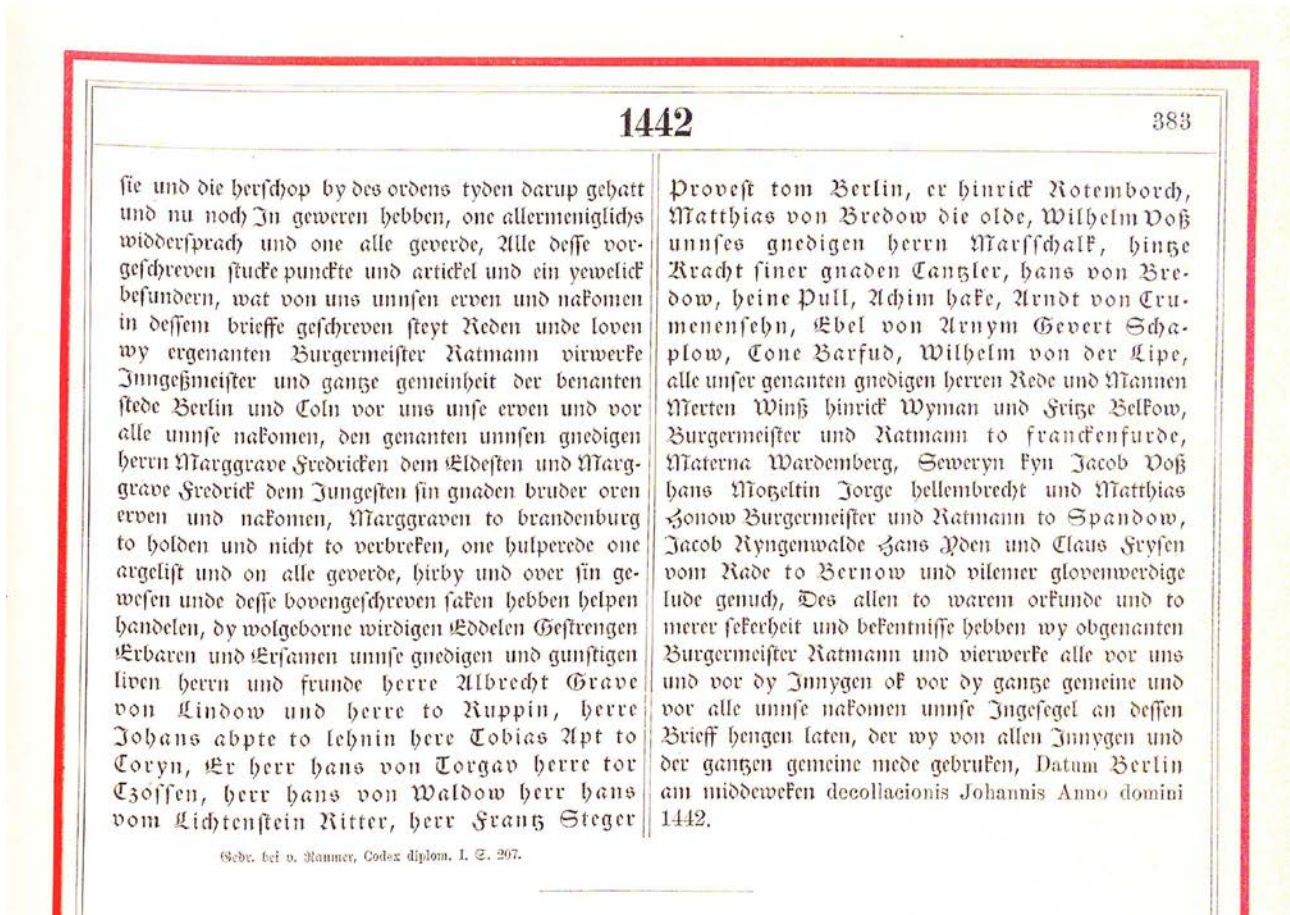 1442
383
sie und die herschop by des ordens tyden darup gehatt
und nu noch In geweren hebben, one allermeniglichs
widdersprach und one alle geverde, Alle desse vor-
geschreven stucke punckte und artickel und ein yewelick
besundern, wat von uns unnsen erven und nakomen
in dessem brieffe geschreven steyt Reden unde loven
wy ergenanten Burgermeister Ratmann virwerke
Inngeßmeister und gantze gemeinheit der benanten
stede Berlin und Coln vor uns unse erven und vor
alle unnse nakomen, den genanten unnsen gnedigen
herrn Marggrave Fredricken dem Eldesten und Marg-
grave Fredrick dem Jungesten sin gnaden bruder oren
erven und nakomen, Marggraven to brandenburg
to holden und nicht to verbreken, one hulperede one
argelist und on alle geverde, hirby und over sin ge-
wesen unde desse bovengeschreven saken hebben helpen
handelen, dy wolgeborne wirdigen Eddelen Gestrengen
Erbaren und Ersamen unnse gnedigen und gunstigen
liven herrn und frunde herre Albrecht Grave
von Lindow und herre to Ruppin, herre
Johans abpte to lehnin here Tobias Apt to
Coryn, Er herr hans von Torgav herre tor
Czossen, herr hans von Waldow herr hans
vom Lichtenstein Ritter, herr Frantz Steger
Provest tom Berlin, er hinrick Rotemborch,
Matthias von Bredow die olde, Wilhelm Voß
unnses gnedigen herrn Marsschalk, hintze
Kracht siner gnaden Cantzler, hans von Bre-
dow, heine Pull, Achim hake, Arndt von Cru-
menensehn, Ebel von Arnym Gevert Scha-
plow, Cone Barfud, Wilhelm von der Lipe,
alle unser genanten gnedigen herren Rede und Mannen
Merten Winß hinrick Wyman und Fritze Belkow,
Burgermeister und Ratmann to franckenfurde,
Materna Wardemberg, Seweryn kyn Jacob Voß
hans Motzeltin Jorge hellembrecht und Matthias
Honow Burgermeister und Ratmann to Spandow,
Jacob Ryngenwalde Hans Yden und Claus Frysen
vom Rade to Bernow und vilemer glovenwerdige
lude genuch, Des allen to warem orkunde und to
merer sekerheit und bekentnisse hebben wy obgenanten
Burgermeister Ratmann und vierwerke alle vor uns
und vor dy Innygen ok vor dy gantze gemeine und
vor alle unnse nakomen unnse Ingesegel an dessen
Brieff hengen laten, der wy von allen Innygen und
der gantzen gemeine mede gebruken, Datum Berlin
am middeweken decollacionis Johannis Anno domini
1442.
Gedr. bei v. Raumer, Codex diplom. I. S. 207.